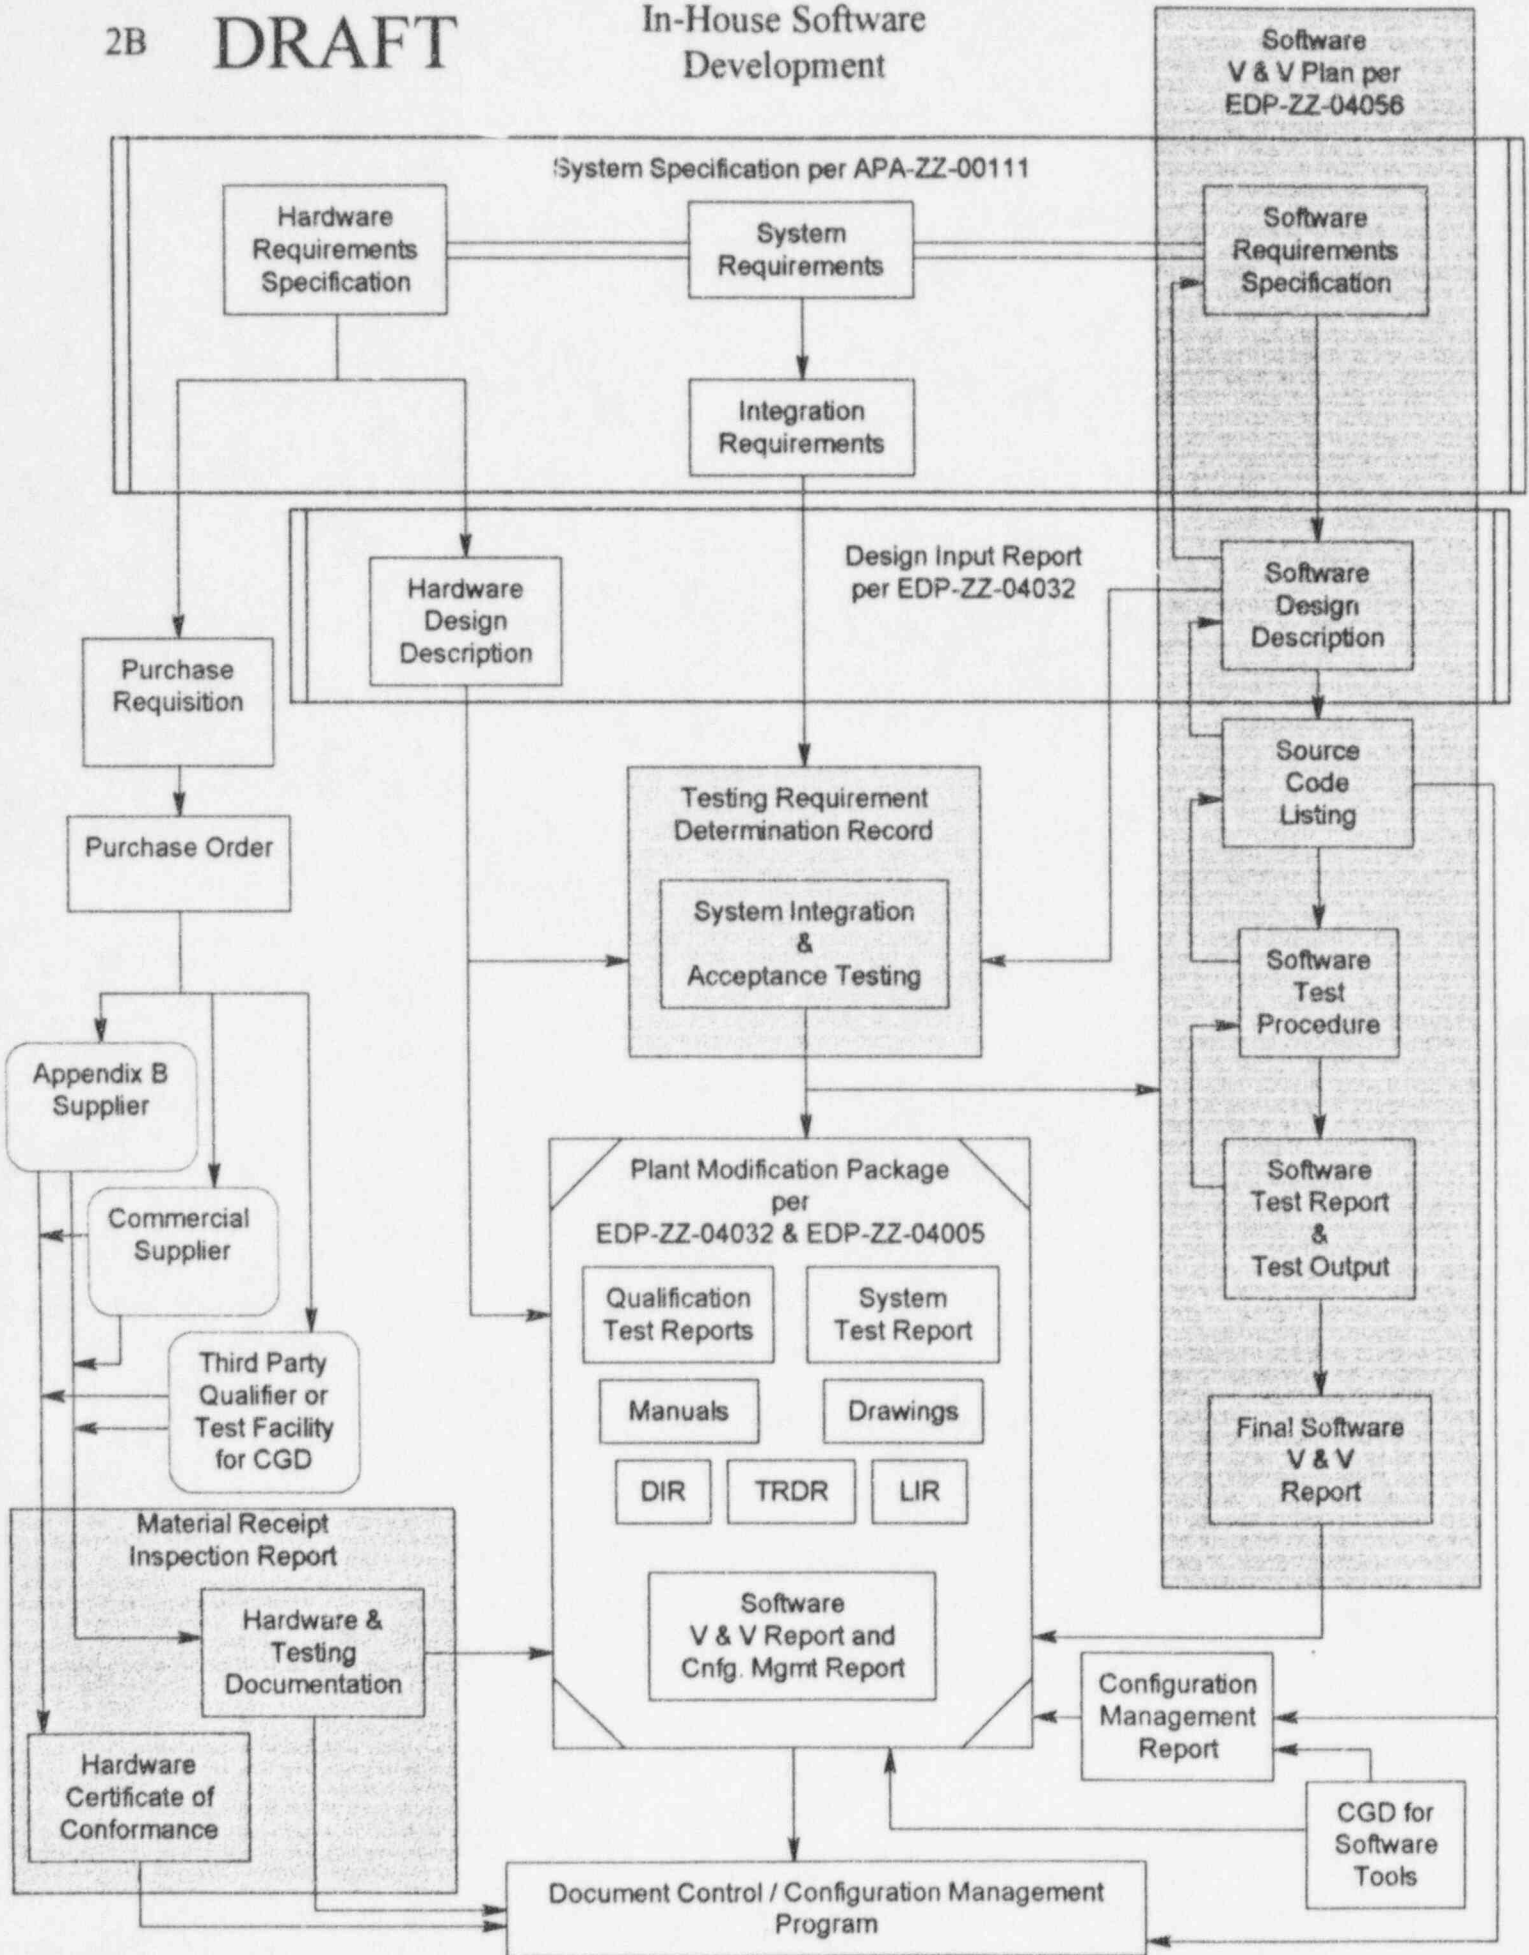 2B DRAFT
In-House Software
Development
Software
V & V Plan per
EDP-ZZ-04056
System Specification per APA-ZZ-00111
Hardware
Requirements
Specification
System
Requirements
Software
Requirements
Specification
Integration
Requirements
Design Input Report
per EDP-ZZ-04032
Hardware
Design
Description
Software
Design
Description
Purchase
Requisition
Source
Code
Listing
Testing Requirement
Determination Record
Purchase Order
System Integration
&
Acceptance Testing
Software
Test
Procedure
Appendix B
Supplier
Plant Modification Package
per
EDP-ZZ-04032 & EDP-ZZ-04005
Software
Test Report
&
Test Output
Commercial
Supplier
Qualification
Test Reports
System
Test Report
Third Party
Qualifier or
Test Facility
for CGD
Manuals
Drawings
Final Software
V & V
Report
DIR
TRDR
LIR
Material Receipt
Inspection Report
Hardware &
Testing
Documentation
Software
V & V Report and
Cnfg. Mgmt Report
Configuration
Management
Report
Hardware
Certificate of
Conformance
CGD for
Software
Tools
Document Control / Configuration Management
Program